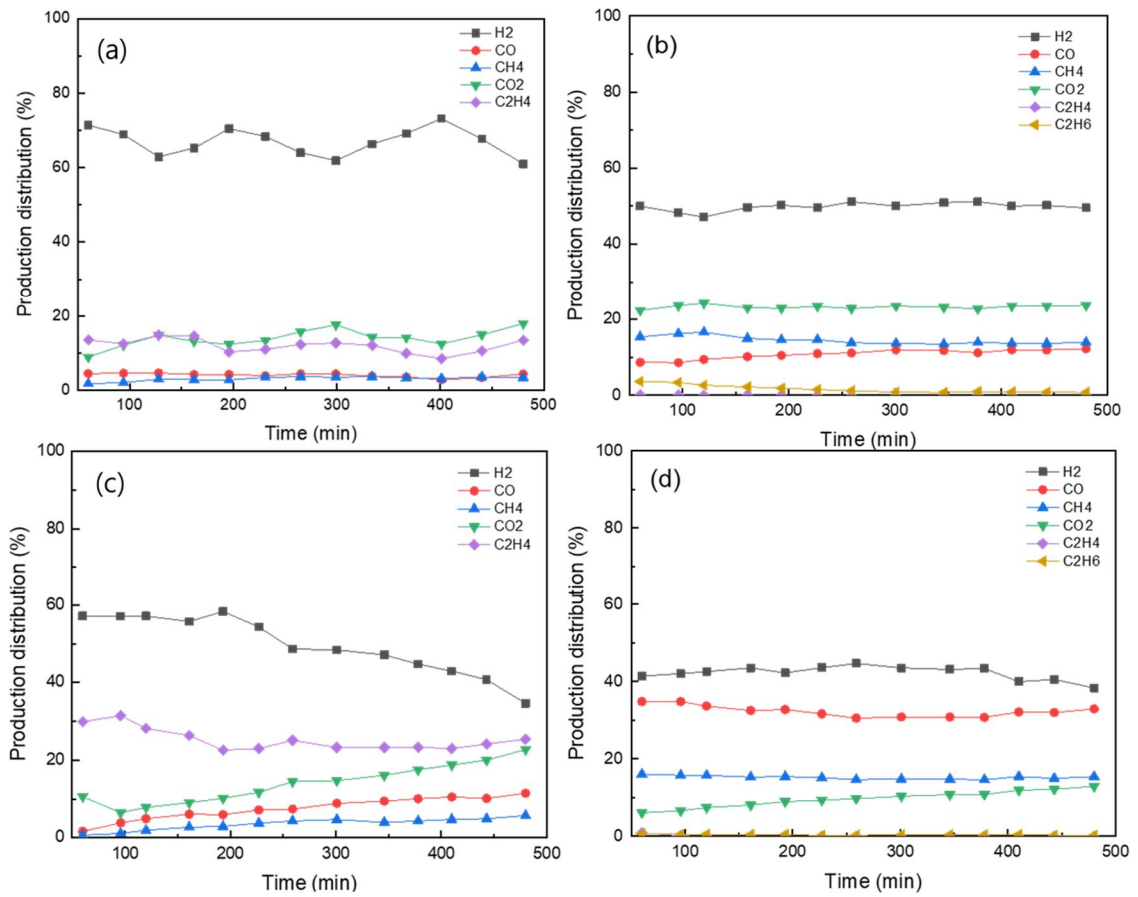 (a)
H2
CO
CH4
CO2
C2H4
100
80
60
40
20
0
Production distribution (%)
100
200
300
400
500
Time (min)
(b)
H2
CO
CH4
CO2
C2H4
C2H6
100
80
60
40
20
0
Production distribution (%)
100
200
300
400
500
Time (min)
(c)
H2
CO
CH4
CO2
C2H4
100
80
60
40
20
0
Production distribution (%)
100
200
300
400
500
Time (min)
(d)
H2
CO
CH4
CO2
C2H4
C2H6
100
80
60
40
20
0
Production distribution (%)
100
200
300
400
500
Time (min)